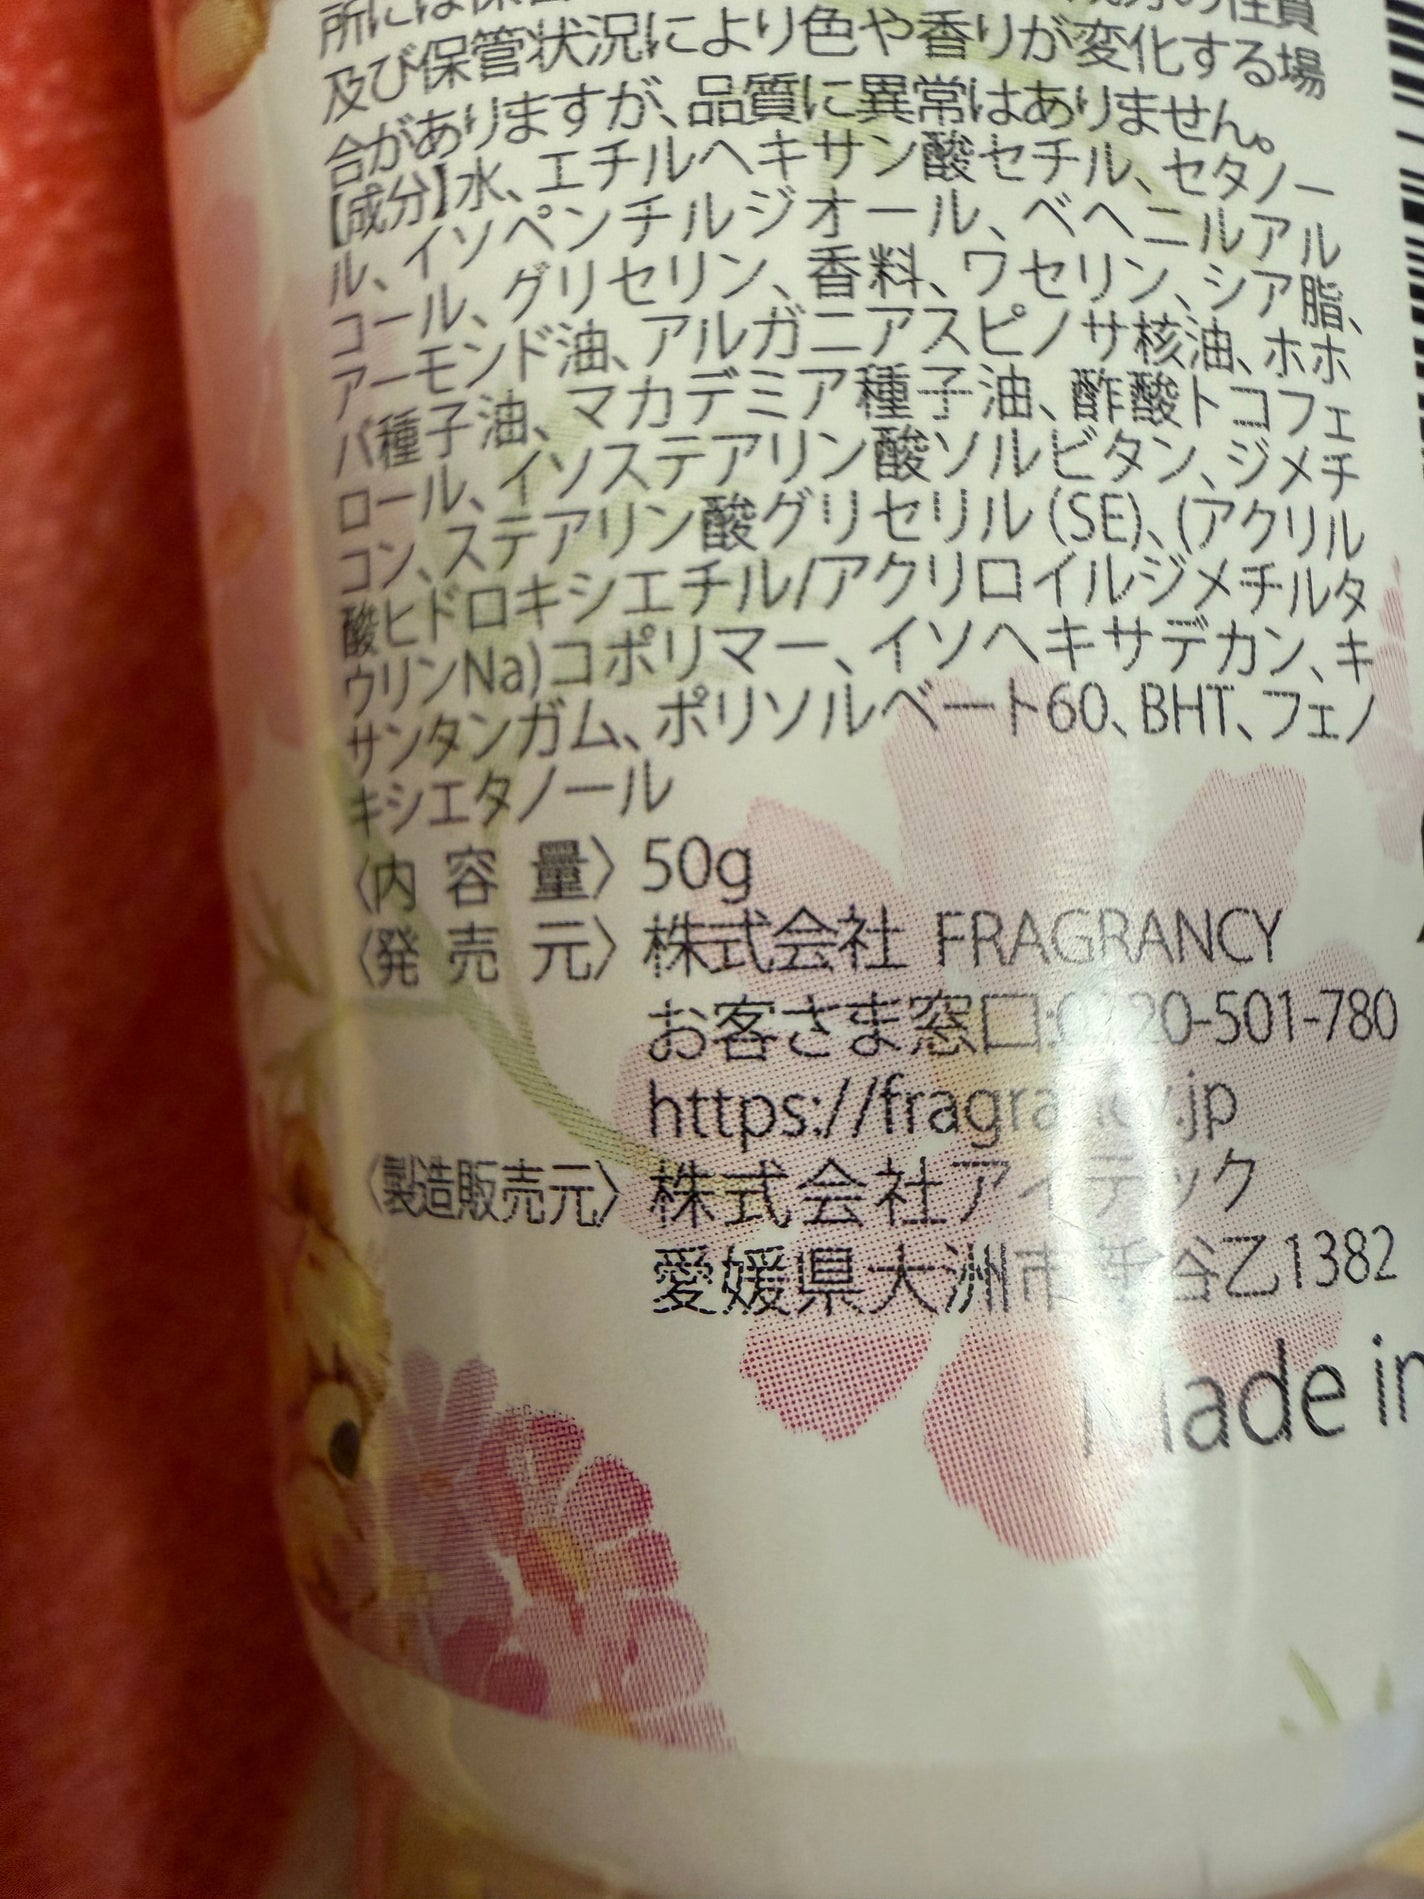 及び保管状況により色や香りが変化する場
合がありますが、品質に異常はありません。
【成分】水、エチルヘキサン酸セチル、セタノー
ル、イソペンチルジオール、ベヘニルアル
コール、グリセリン、香料、ワセリン、シア脂、
アーモンド油、アルガニアスピノサ核油、ホホ
バ種子油、マカデミア種子油、酢酸トコフェ
ロール、イソステアリン酸ソルビタン、ジメチ
コン、ステアリン酸グリセリル(SE)、(アクリル
酸ヒドロキシエチル/アクリロイルジメチルタ
ウリンNa)コポリマー、イソヘキサデカン、キ
サンタンガム、ポリソルベート60、BHT、フェノ
キシエタノール
〈内 容 量〉50g
〈発 売 元〉株式会社 FRAGRANCY
お客さま窓口:0120-501-780
https://fragrancy.jp
〈製造販売元〉株式会社アイテック
愛媛県大洲市新谷乙1382
Made in